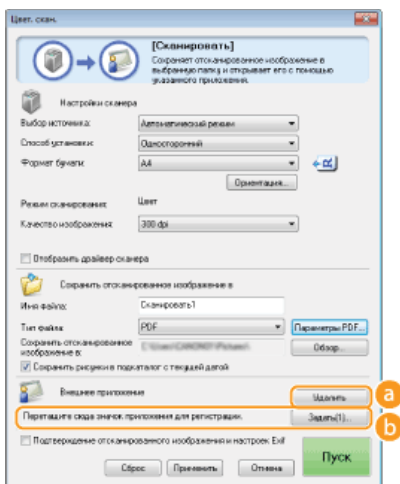 Цвет. скан.
[Сканировать]
Сохраняет отсканированное изображение в
выбранную папку и открывает его с помощью
указанного приложения.
Настройки сканера
Выбор источника: Автоматический режим
Способ установки: Односторонний
Формат бумаги: A4
Ориентация...
Режим сканирования: Цвет
Качество изображения: 300 dpi
Отобразить драйвер сканера
Сохранить отсканированное изображение в
Имя файла: Сканировать1
Тип файла: PDF Параметры PDF...
Сохранить отсканированное
изображение в: Обзор...
Сохранить рисунки в подкаталог с текущей датой
Внешнее приложение Удалить a
Перетащите сюда значок приложения для регистрации. Задать(1)... b
Подтверждение отсканированного изображения и настроек Exif
Пуск
Сброс Применить Отмена